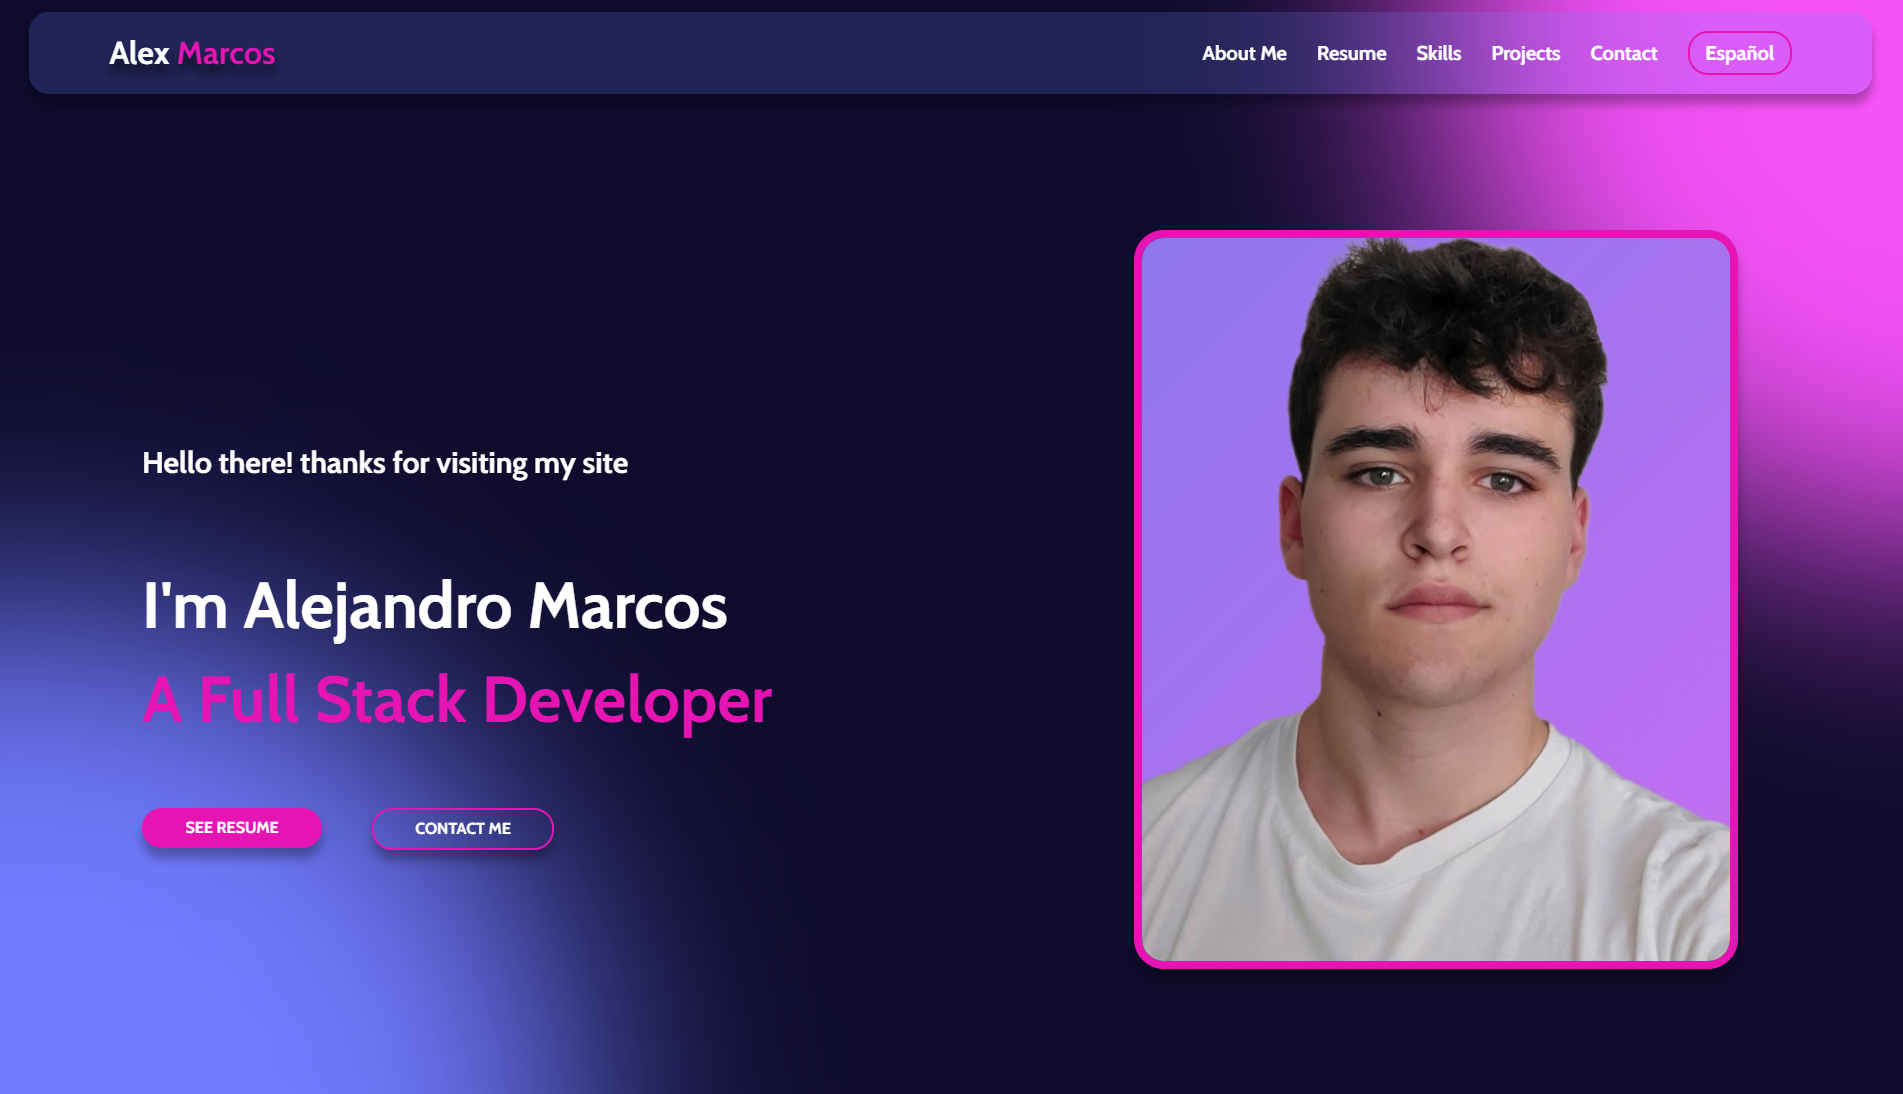 Alex Marcos
About Me Resume Skills Projects Contact Español
Hello there! thanks for visiting my site
I'm Alejandro Marcos
A Full Stack Developer
SEE RESUME CONTACT ME